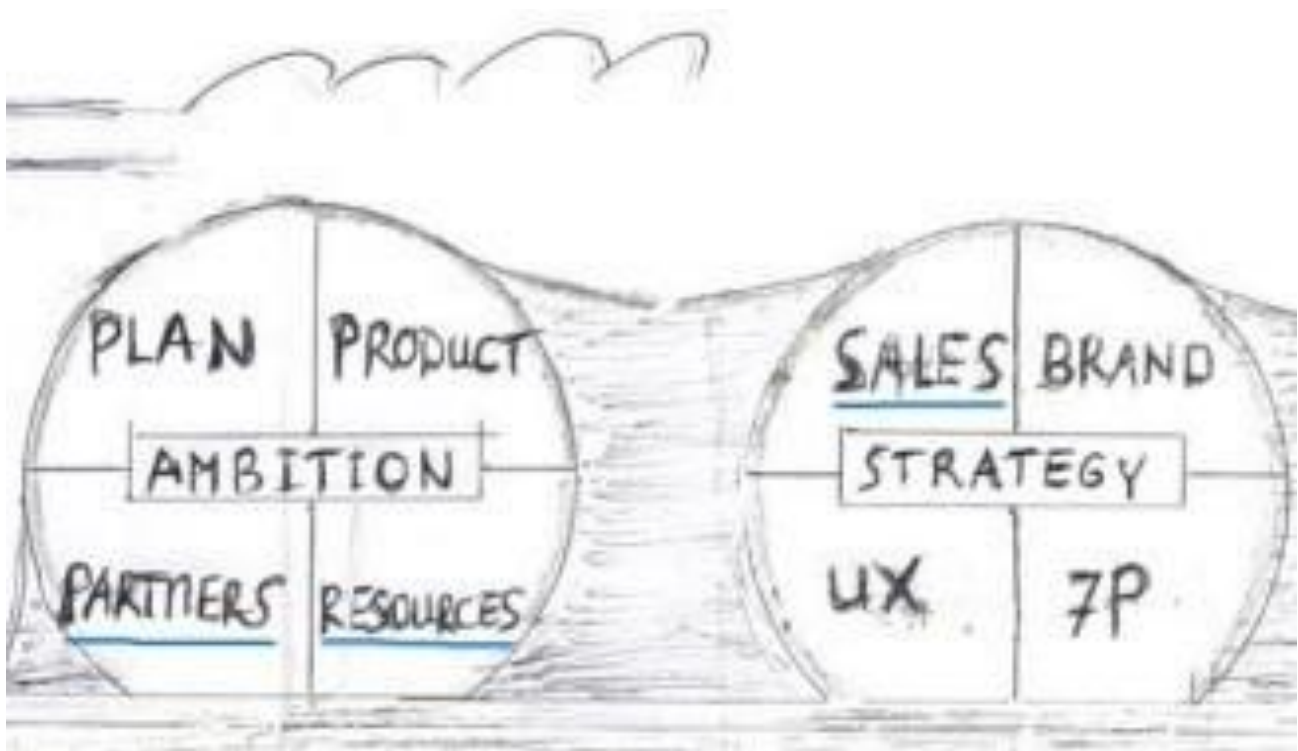 PLAN
PRODUCT
AMBITION
PARTNERS
RESOURCES
SALES
BRAND
STRATEGY
UX
7P